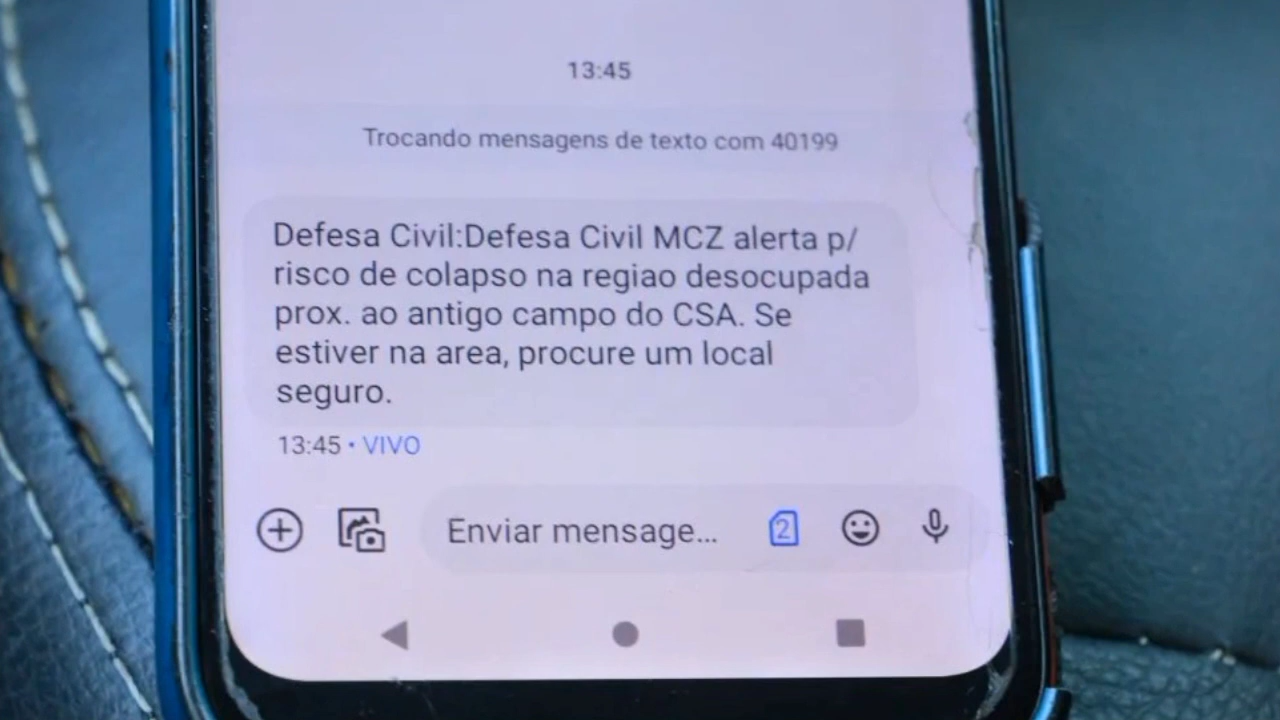 13:45
Trocando mensagens de texto com 40199
Defesa Civil:Defesa Civil MCZ alerta p/
risco de colapso na regiao desocupada
prox. ao antigo campo do CSA. Se
estiver na area, procure um local
seguro.
13:45 • VIVO
Enviar mensage... 2